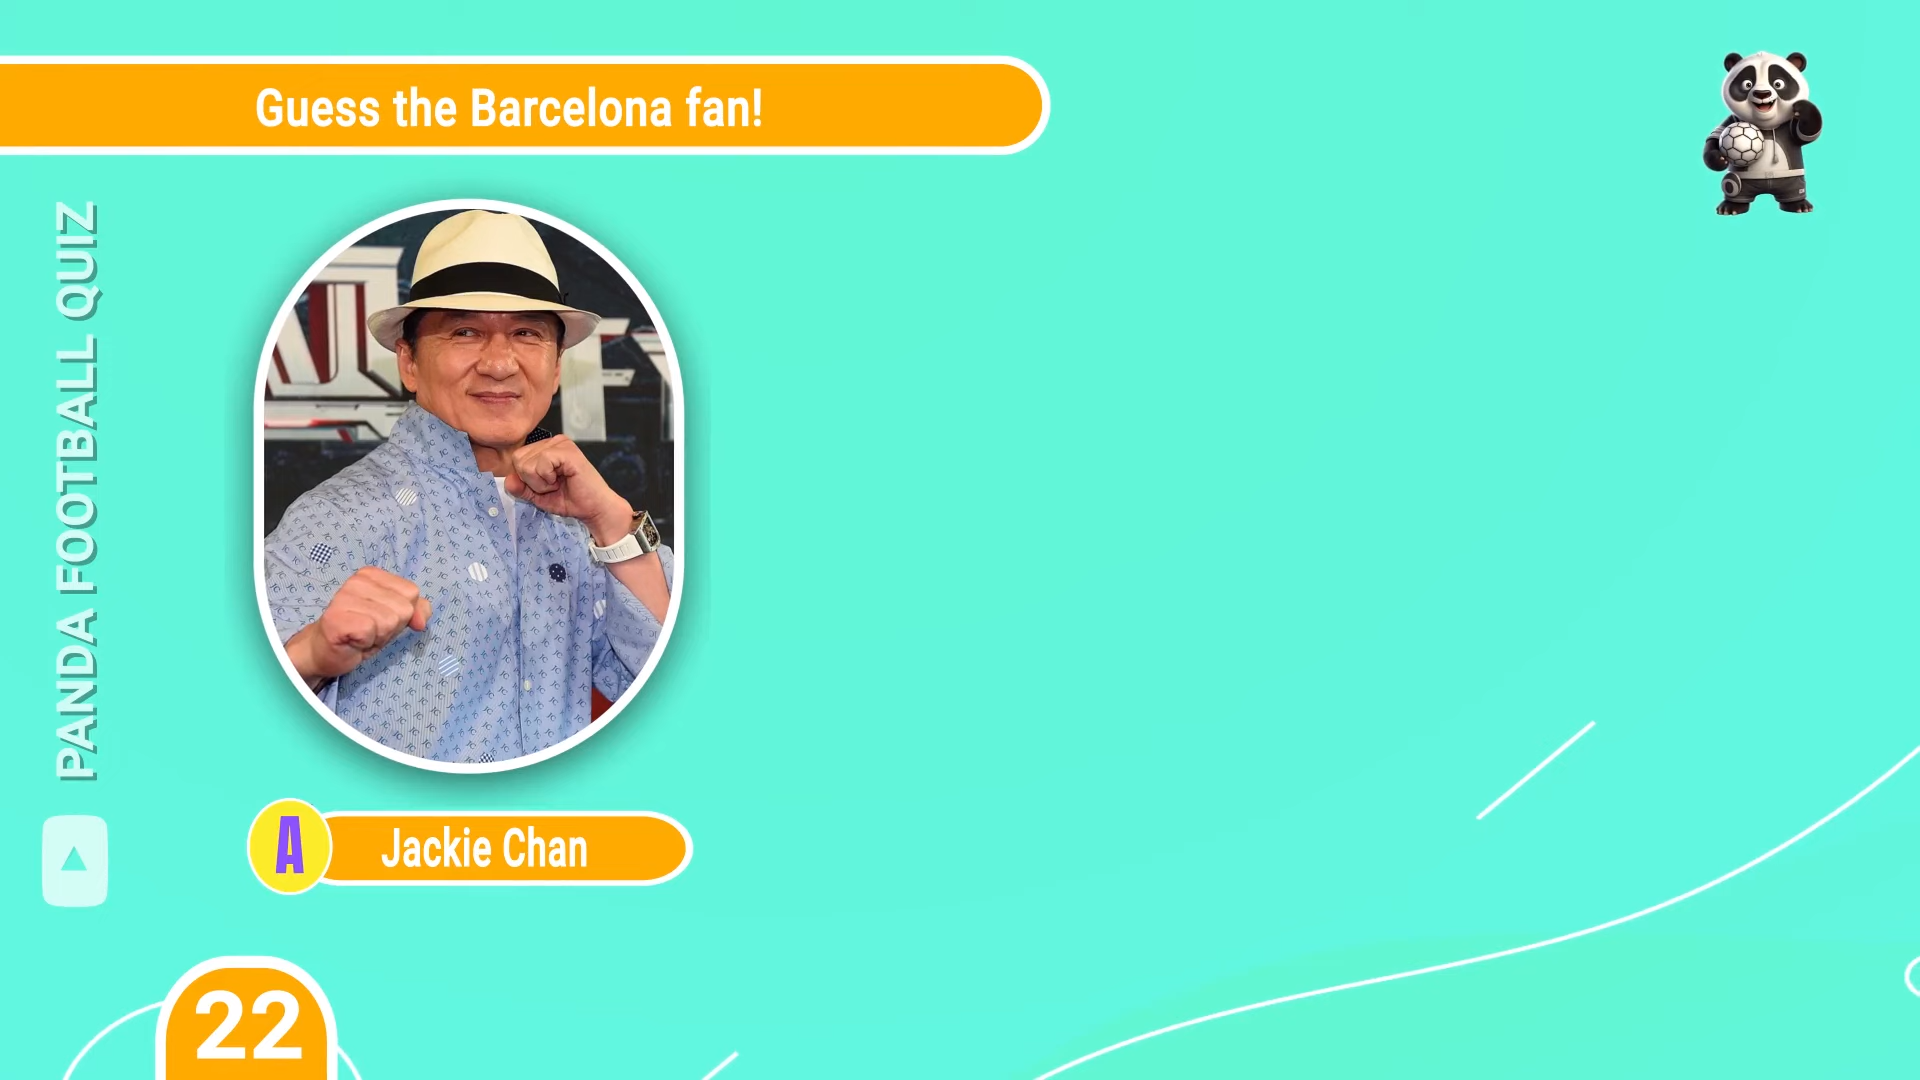 Guess the Barcelona fan!
PANDA FOOTBALL QUIZ
A
Jackie Chan
22